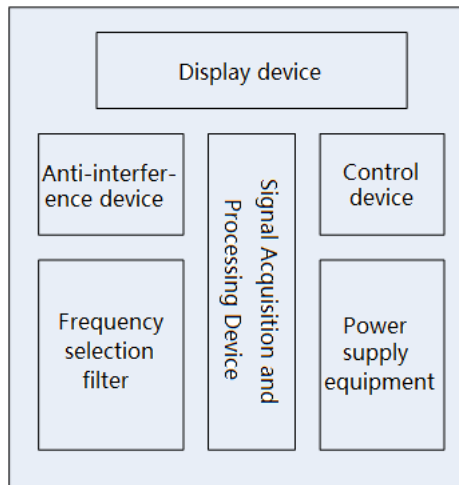 Display device
Anti-interfer-
ence device
Signal Acquisition and
Processing Device
Control
device
Frequency
selection
filter
Power
supply
equipment